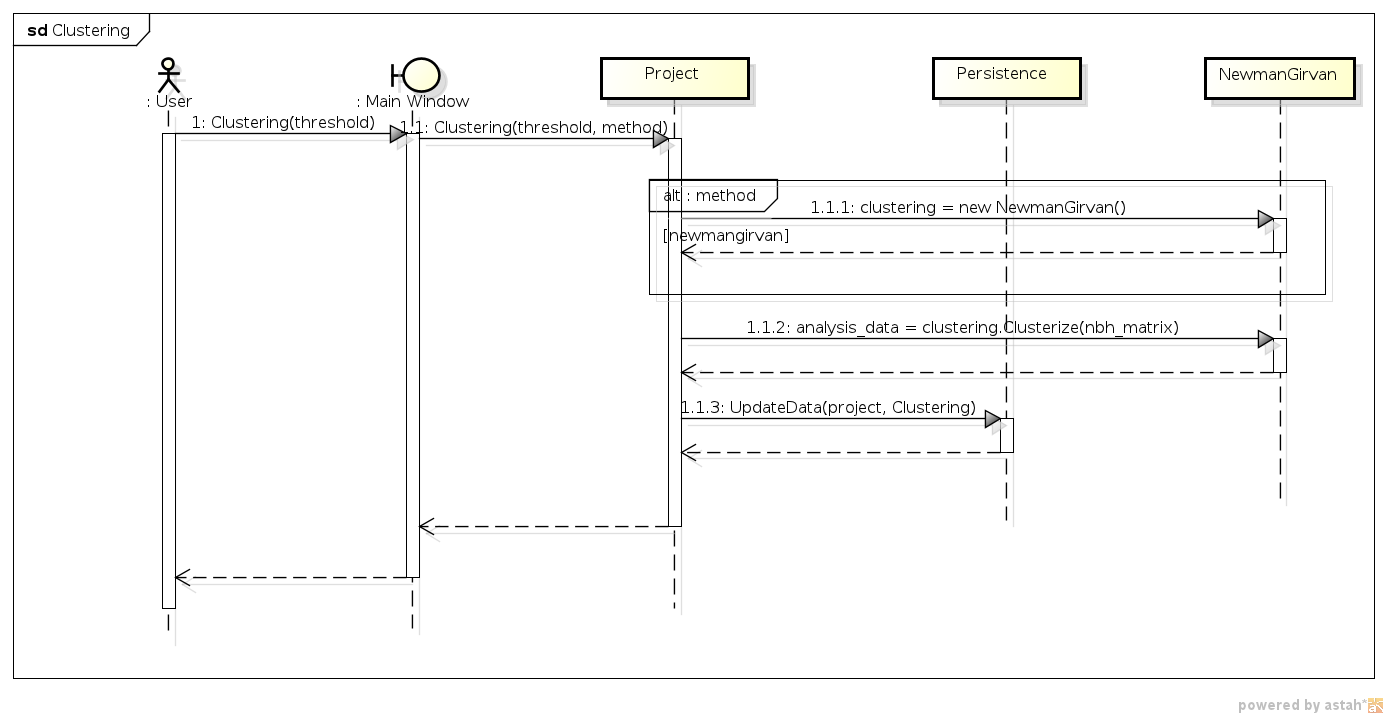 sd Clustering
Project
Persistence
NewmanGirvan
: User
: Main Window
1: Clustering(threshold)
1.1: Clustering(threshold, method)
alt : method
1.1.1: clustering = new NewmanGirvan()
[newmangirvan]
1.1.2: analysis_data = clustering.Clusterize(nbh_matrix)
1.1.3: UpdateData(project, Clustering)
powered by astah*